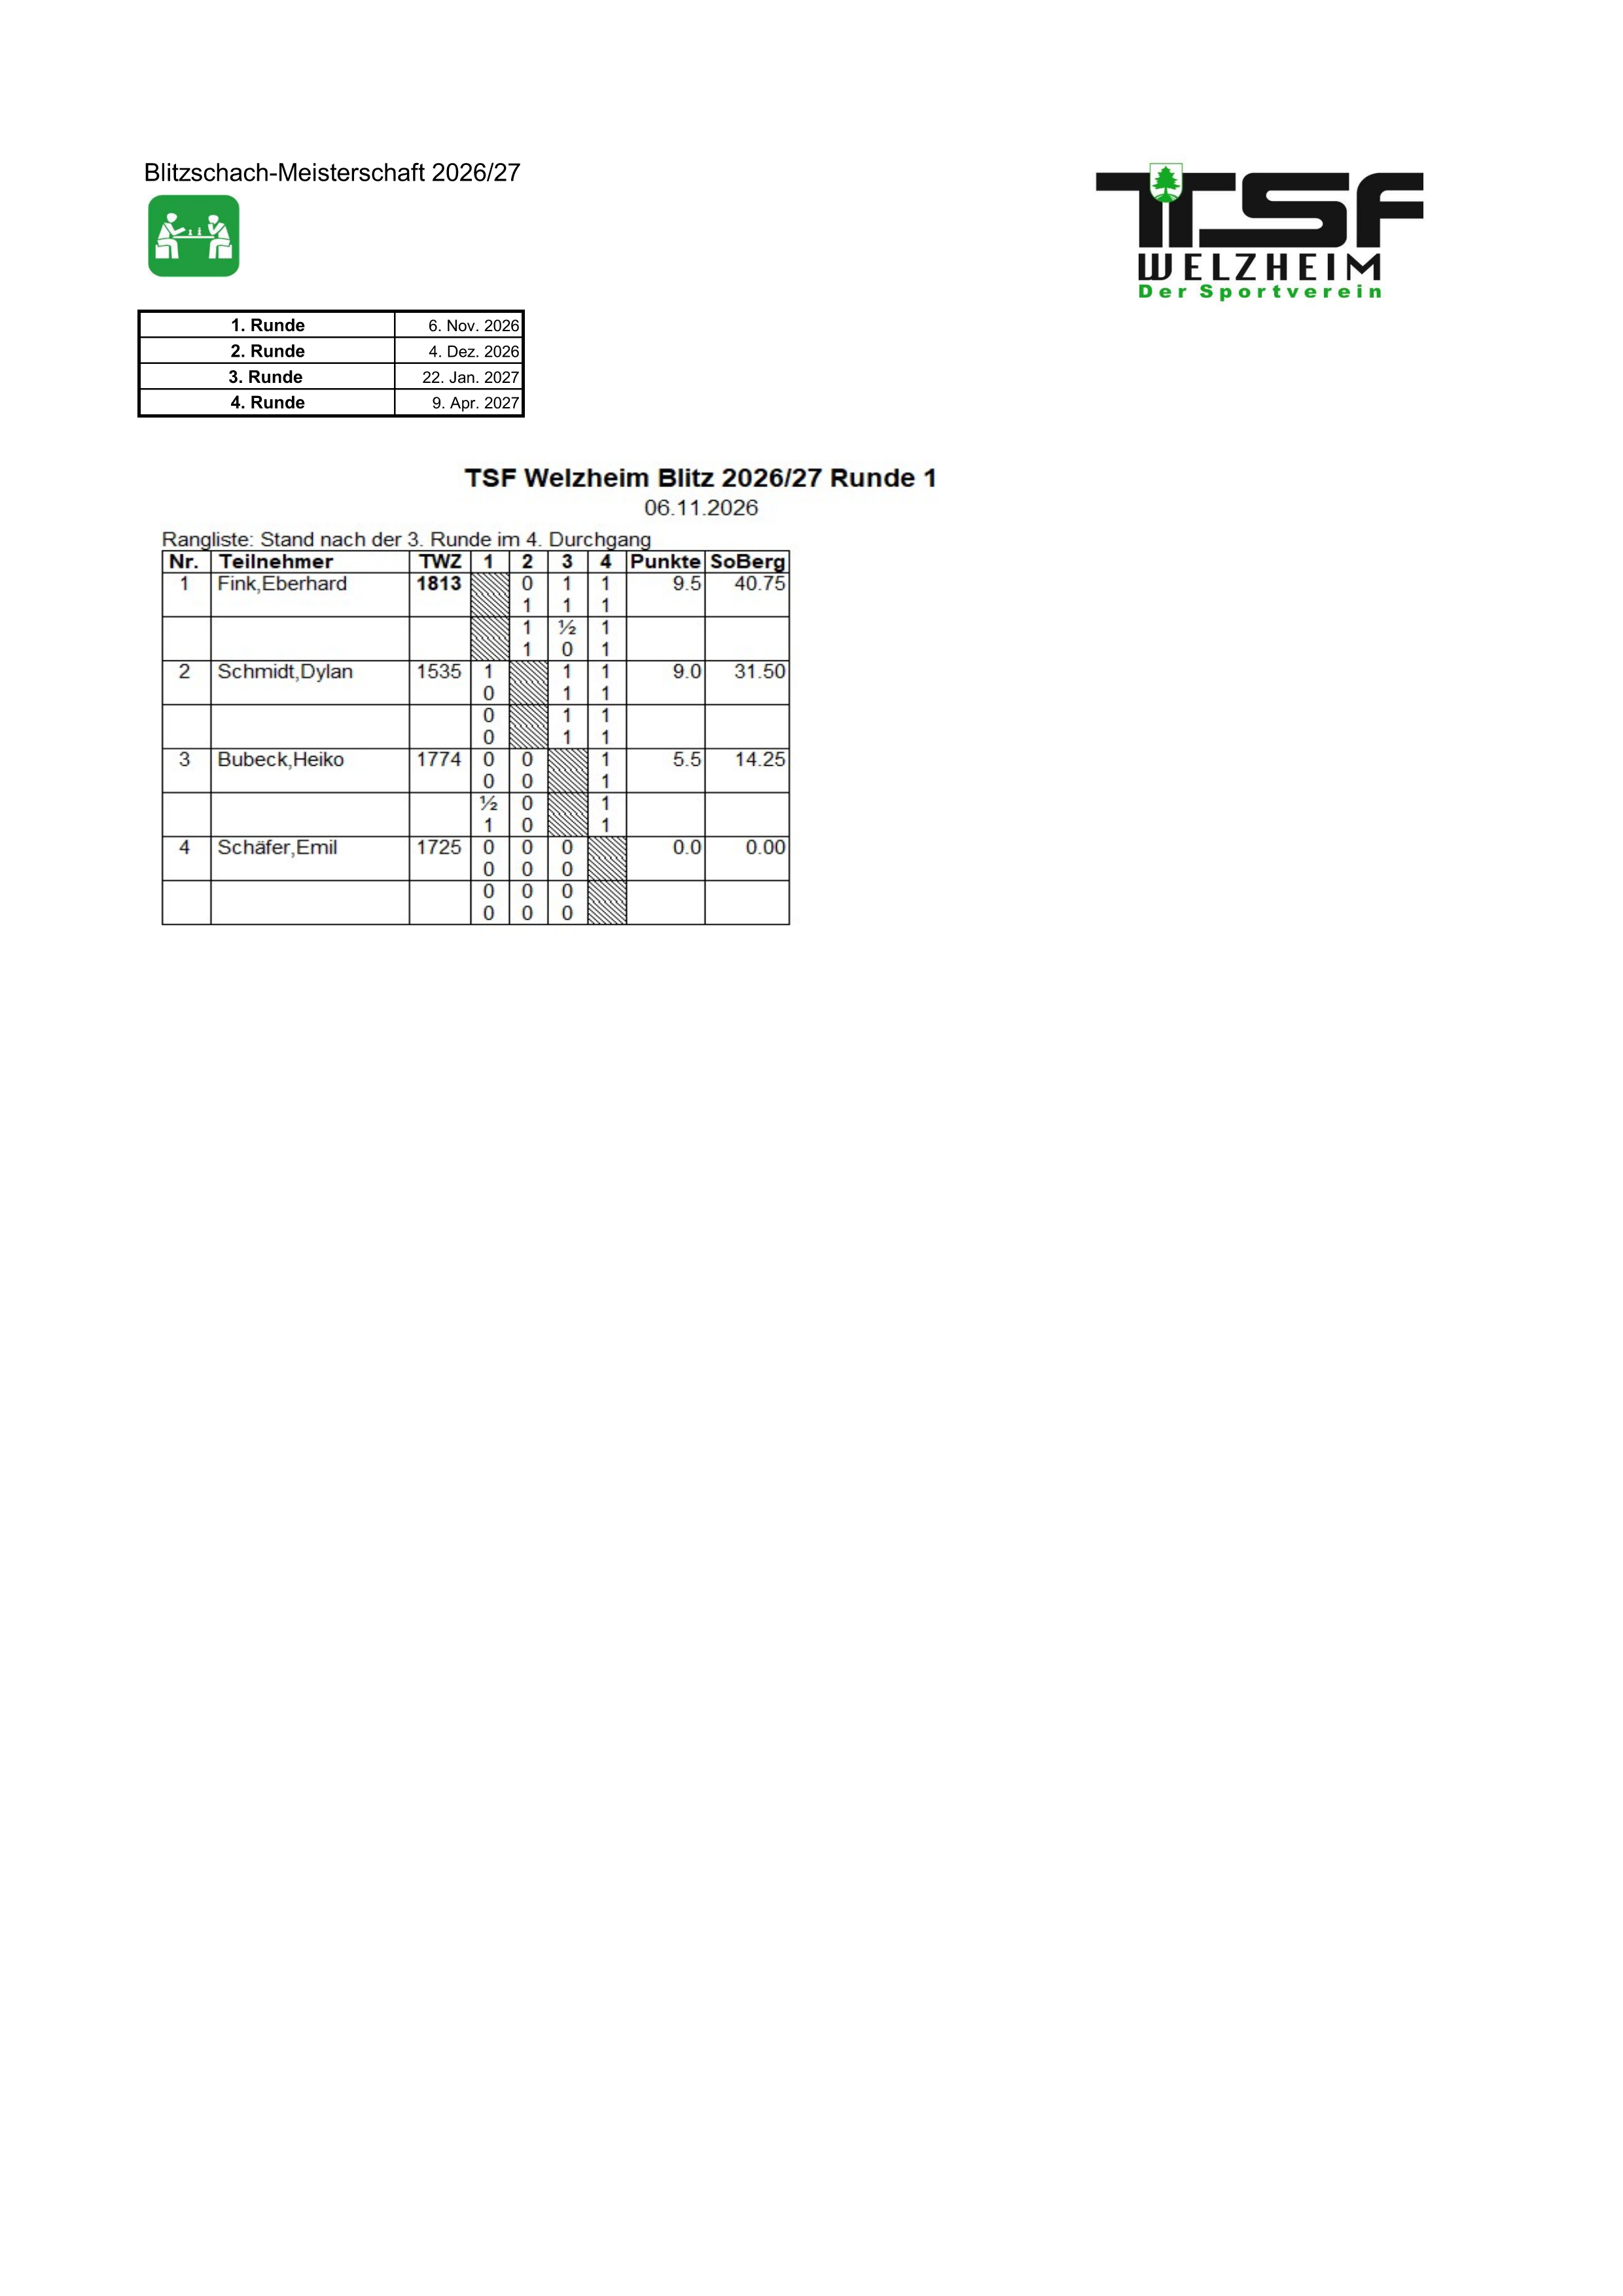 Blitzschach-Meisterschaft 2026/27
TSF
WELZHEIM
Der Sportverein
1. Runde 6. Nov. 2026
2. Runde 4. Dez. 2026
3. Runde 22. Jan. 2027
4. Runde 9. Apr. 2027
TSF Welzheim Blitz 2026/27 Runde 1
06.11.2026
Rangliste: Stand nach der 3. Runde im 4. Durchgang
Nr. Teilnehmer TWZ 1 2 3 4 Punkte SoBerg
1 Fink,Eberhard 1813 0 1 1 9.5 40.75
1 1 1
1 ½ 1
1 0 1
2 Schmidt,Dylan 1535 1 1 1 9.0 31.50
0 1 1
0 1 1
0 1 1
3 Bubeck,Heiko 1774 0 0 1 5.5 14.25
0 0 1
½ 0 1
1 0 1
4 Schäfer,Emil 1725 0 0 0 0.0 0.00
0 0 0
0 0 0
0 0 0